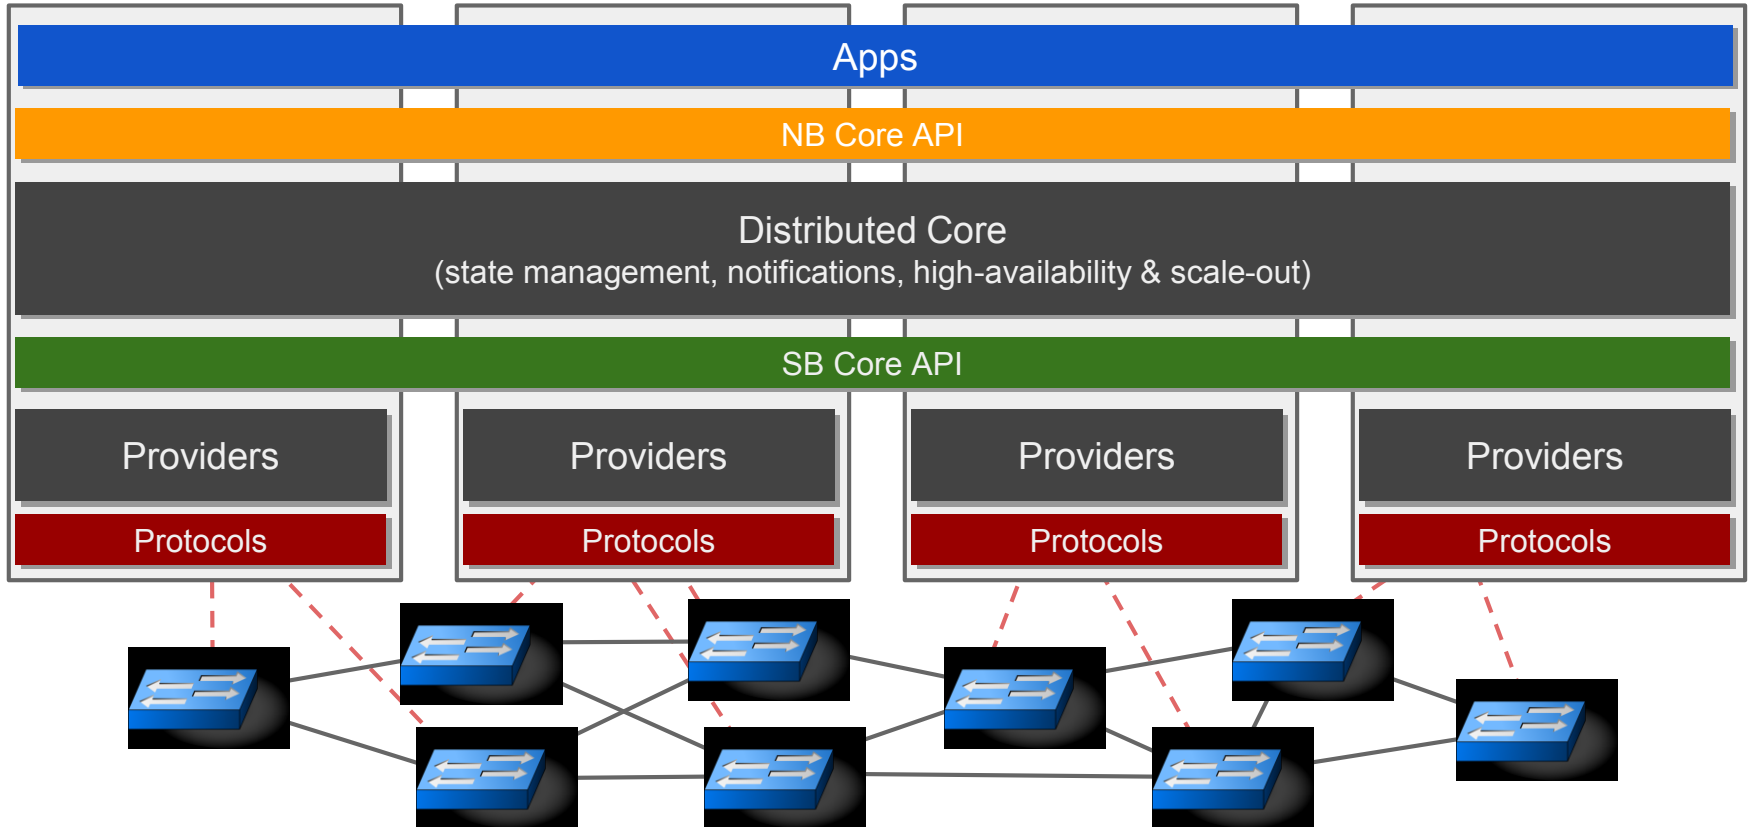 Apps
NB Core API
Distributed Core
(state management, notifications, high-availability & scale-out)
SB Core API
Providers
Providers
Providers
Providers
Protocols
Protocols
Protocols
Protocols